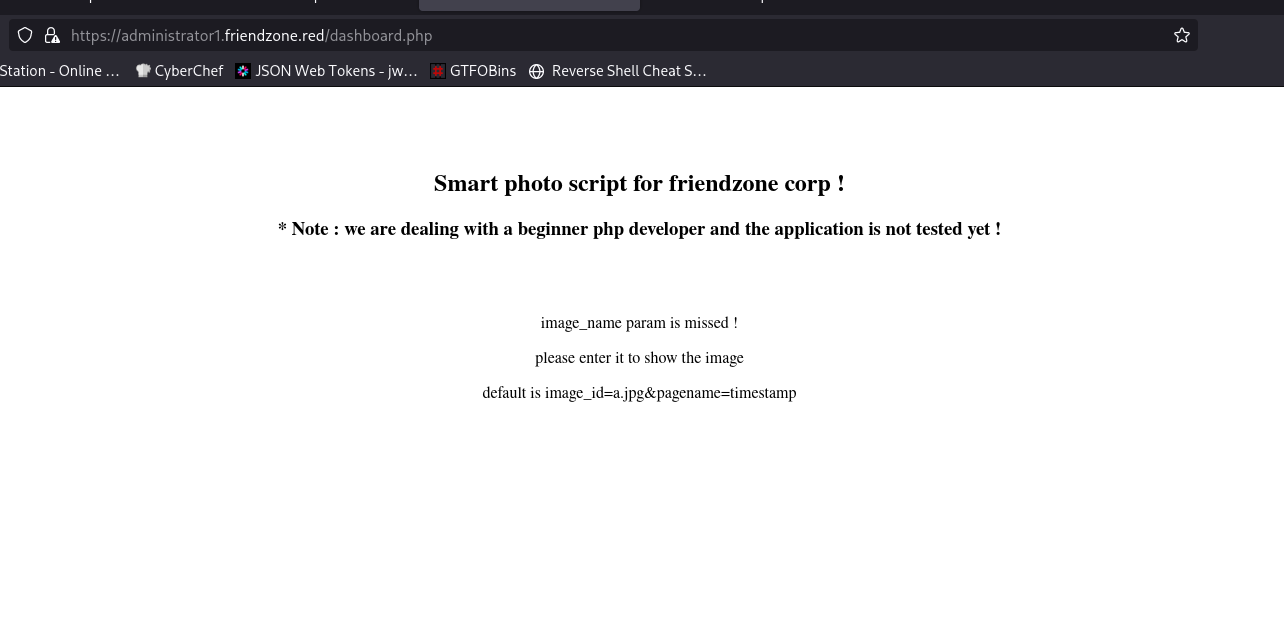 https://administrator1.friendzone.red/dashboard.php
Station - Online … CyberChef JSON Web Tokens - jw… GTFOBins Reverse Shell Cheat S…
Smart photo script for friendzone corp !
* Note : we are dealing with a beginner php developer and the application is not tested yet !
image_name param is missed !
please enter it to show the image
default is image_id=a.jpg&pagename=timestamp